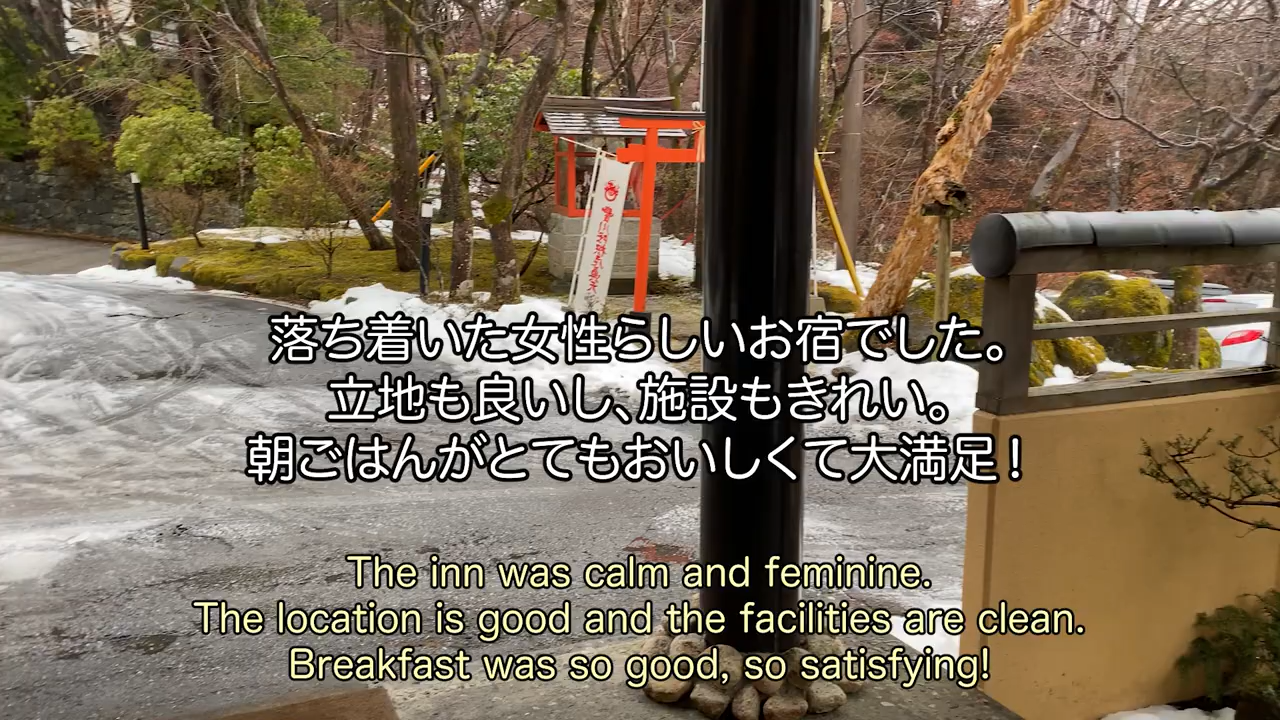 落ち着いた女性らしいお宿でした。
立地も良いし、施設もきれい。
朝ごはんがとてもおいしくて大満足！
The inn was calm and feminine.
The location is good and the facilities are clean.
Breakfast was so good, so satisfying!